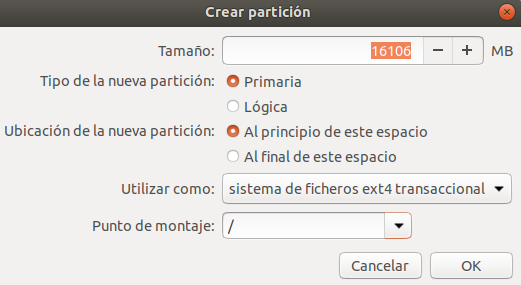 Crear partición
Tamaño: 16106 − + MB
Tipo de la nueva partición: Primaria
Lógica
Ubicación de la nueva partición: Al principio de este espacio
Al final de este espacio
Utilizar como: sistema de ficheros ext4 transaccional
Punto de montaje: /
Cancelar OK